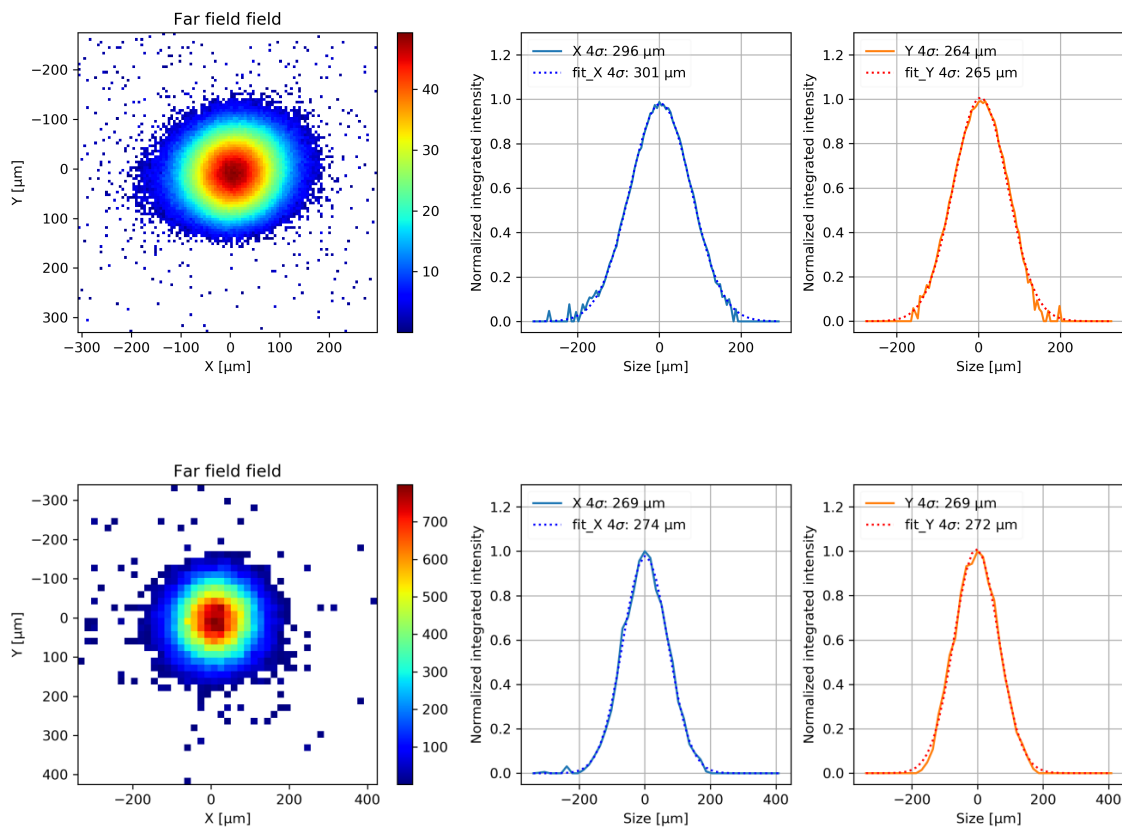 Far field field
−200
−100
0
100
200
300
Y [μm]
−300 −200 −100 0 100 200
X [μm]
40
30
20
10
X 4σ: 296 μm
fit_X 4σ: 301 μm
Normalized integrated intensity
1.2
1.0
0.8
0.6
0.4
0.2
0.0
−200 0 200
Size [μm]
Y 4σ: 264 μm
fit_Y 4σ: 265 μm
Normalized integrated intensity
1.2
1.0
0.8
0.6
0.4
0.2
0.0
−200 0 200
Size [μm]
Far field field
−300
−200
−100
0
100
200
300
400
Y [μm]
−200 0 200 400
X [μm]
700
600
500
400
300
200
100
X 4σ: 269 μm
fit_X 4σ: 274 μm
Normalized integrated intensity
1.2
1.0
0.8
0.6
0.4
0.2
0.0
−200 0 200 400
Size [μm]
Y 4σ: 269 μm
fit_Y 4σ: 272 μm
Normalized integrated intensity
1.2
1.0
0.8
0.6
0.4
0.2
0.0
−200 0 200 400
Size [μm]